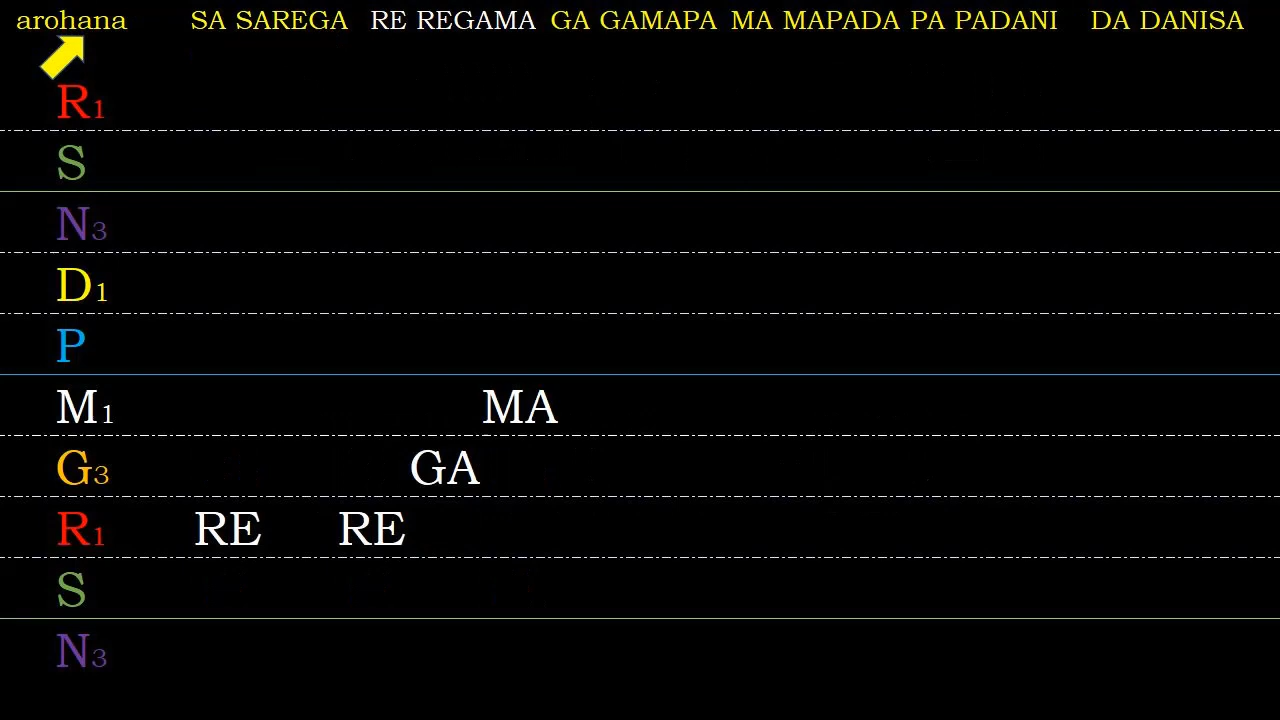 arohana SA SAREGA RE REGAMA GA GAMAPA MA MAPADA PA PADANI DA DANISA
R1
S
N3
D1
P
M1 MA
G3 GA
R1 RE RE
S
N3